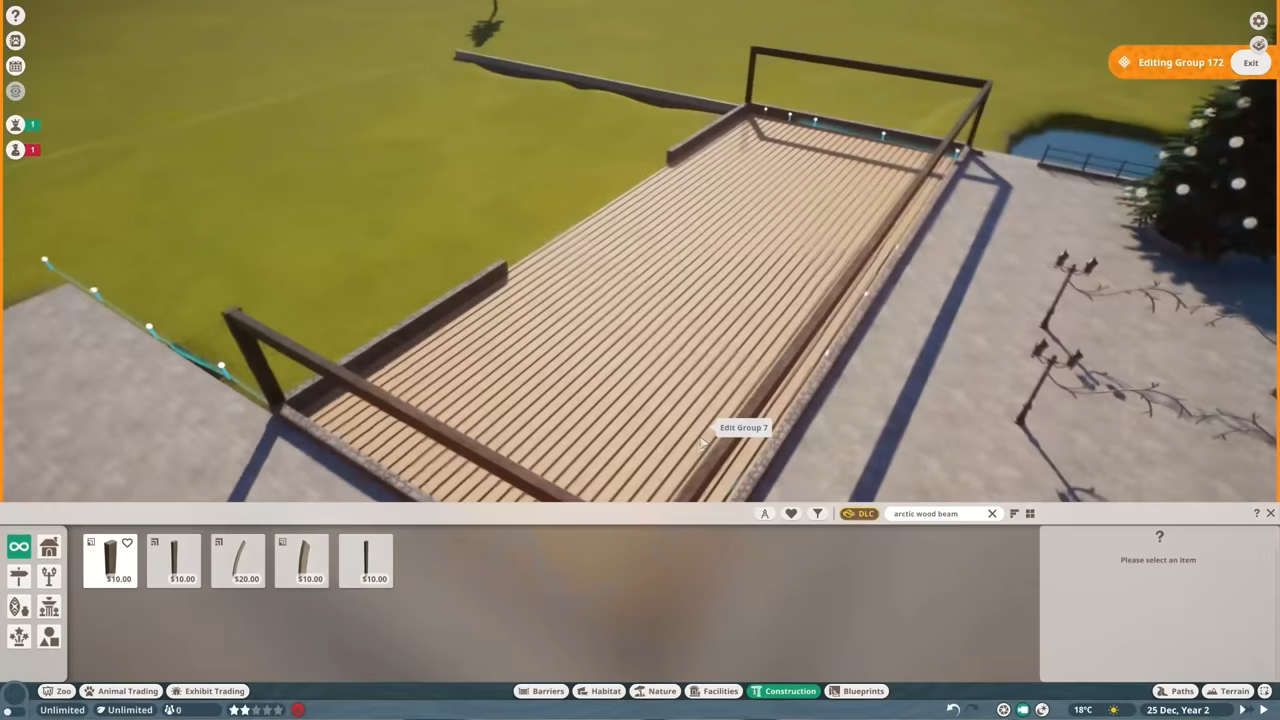 ?
Editing Group 172
Exit
1
1
Edit Group 7
DLC
arctic wood beam
?
$10.00
$10.00
$20.00
$10.00
$10.00
?
Please select an item
Zoo
Animal Trading
Exhibit Trading
Barriers
Habitat
Nature
Facilities
Construction
Blueprints
Paths
Terrain
Unlimited
Unlimited
0
18°C
25 Dec, Year 2